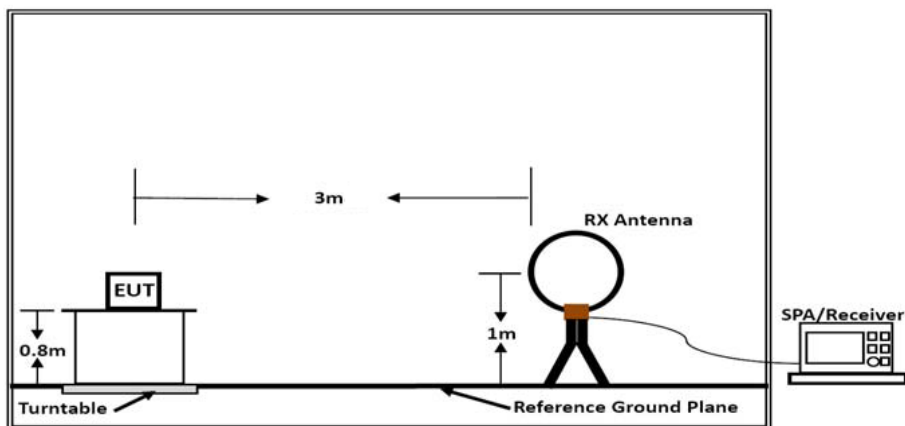 3m
RX Antenna
EUT
SPA/Receiver
0.8m
1m
Turntable
Reference Ground Plane